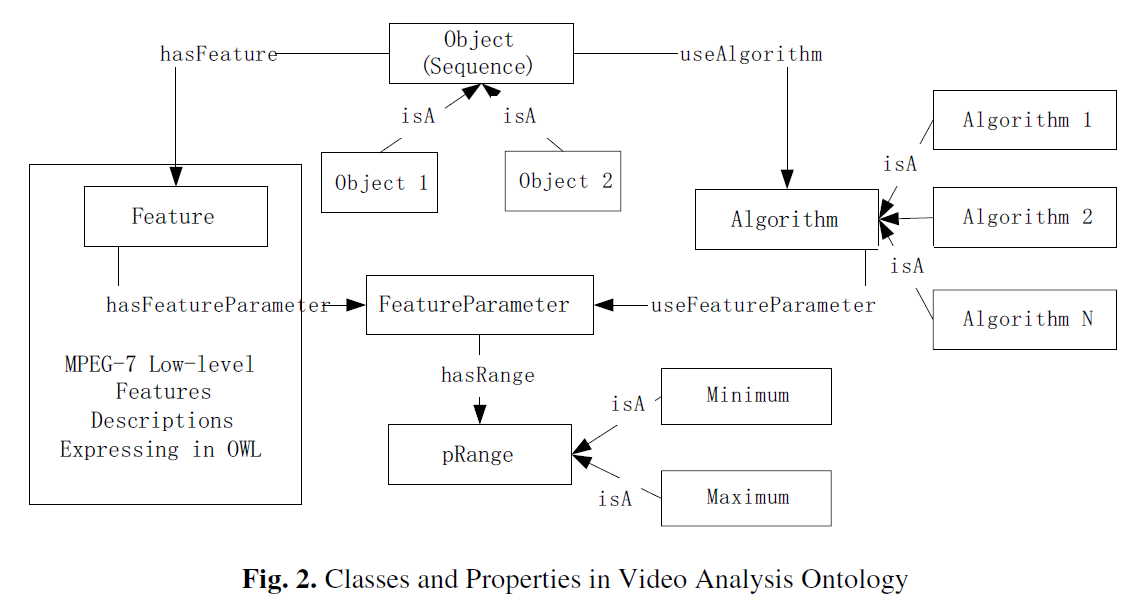 hasFeature
Object
(Sequence)
useAlgorithm
isA
isA
Object 1
Object 2
Algorithm 1
isA
Feature
Algorithm
Algorithm 2
isA
hasFeatureParameter
FeatureParameter
useFeatureParameter
Algorithm N
MPEG-7 Low-level
Features
Descriptions
Expressing in OWL
hasRange
isA
Minimum
pRange
isA
Maximum
Fig. 2. Classes and Properties in Video Analysis Ontology